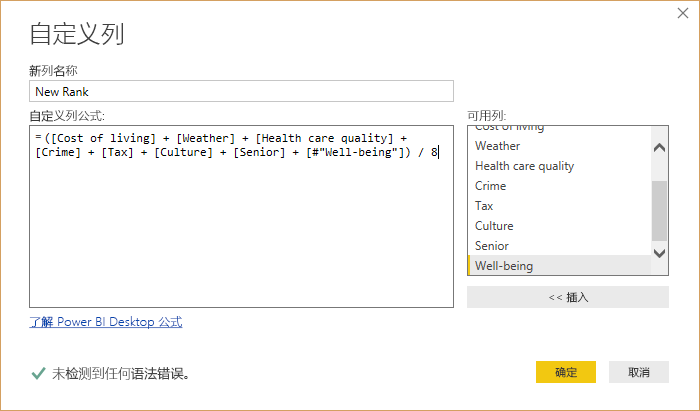 自定义列
新列名称
New Rank
自定义列公式:
= ([Cost of living] + [Weather] + [Health care quality] +
[Crime] + [Tax] + [Culture] + [Senior] + [#"Well-being"]) / 8
可用列:
Cost of living
Weather
Health care quality
Crime
Tax
Culture
Senior
Well-being
<< 插入
了解 Power BI Desktop 公式
未检测到任何语法错误。
确定
取消